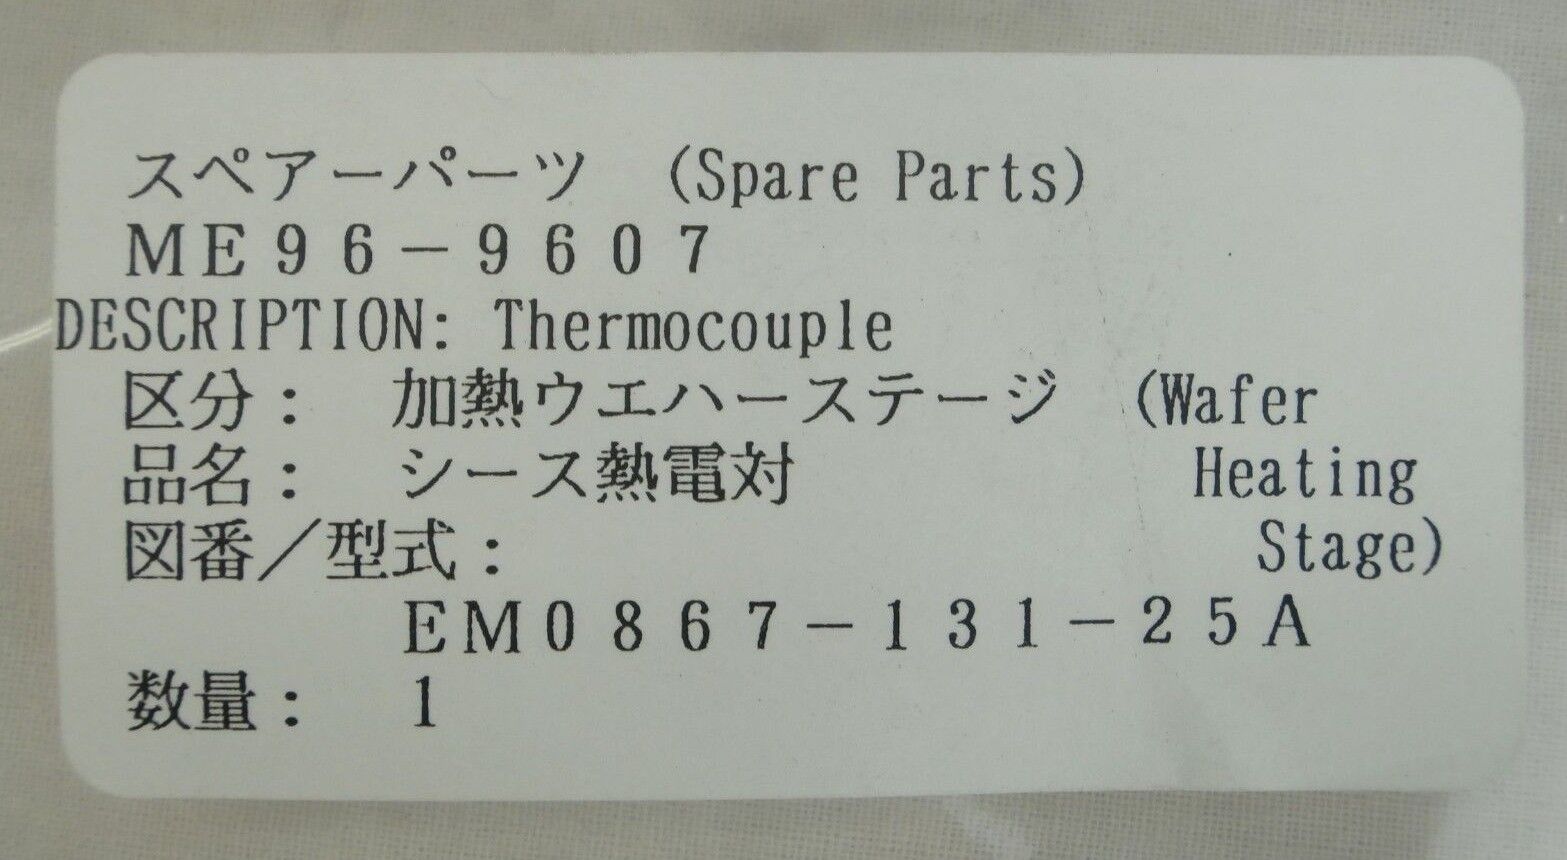 スペアーパーツ （Spare Parts）
ＭＥ９６－９６０７
DESCRIPTION: Thermocouple
区分： 加熱ウエハーステージ （Wafer
品名： シース熱電対 Heating
図番／型式： Stage）
ＥＭ０８６７－１３１－２５Ａ
数量： １